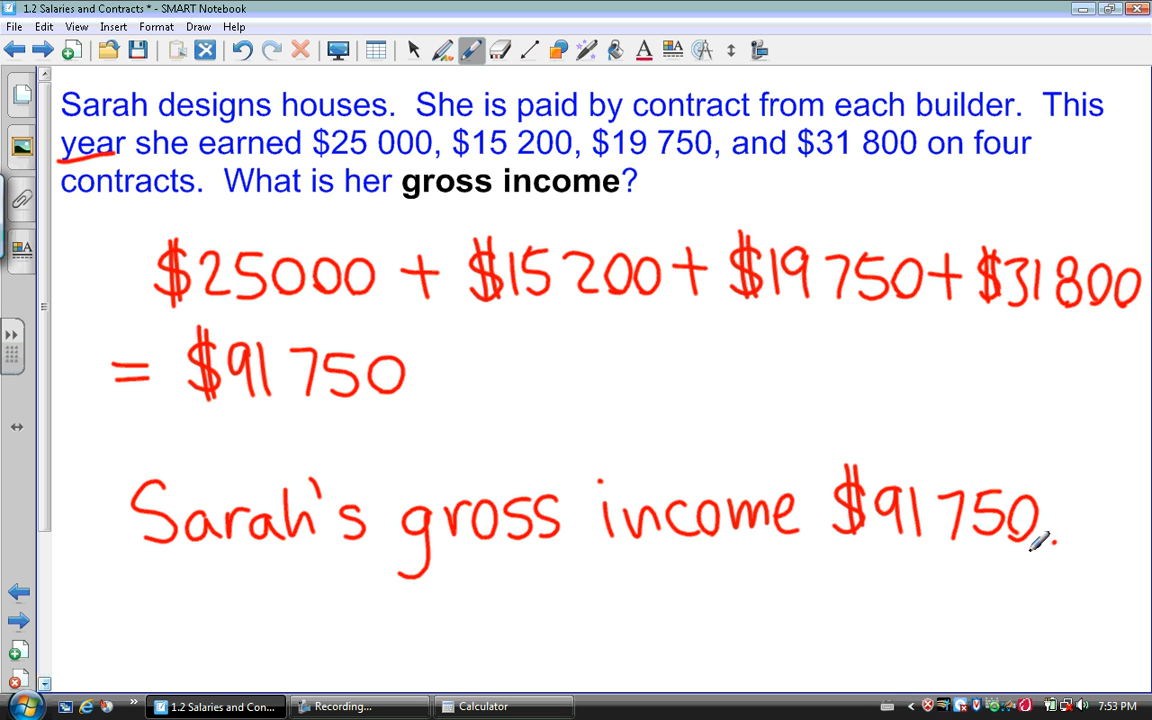 1.2 Salaries and Contracts * - SMART Notebook
File Edit View Insert Format Draw Help
Sarah designs houses. She is paid by contract from each builder. This
year she earned $25 000, $15 200, $19 750, and $31 800 on four
contracts. What is her gross income?
$25000 + $15200 + $19750 + $31800
= $91750
Sarah's gross income $91750.
1.2 Salaries and Con... Recording... Calculator 7:53 PM